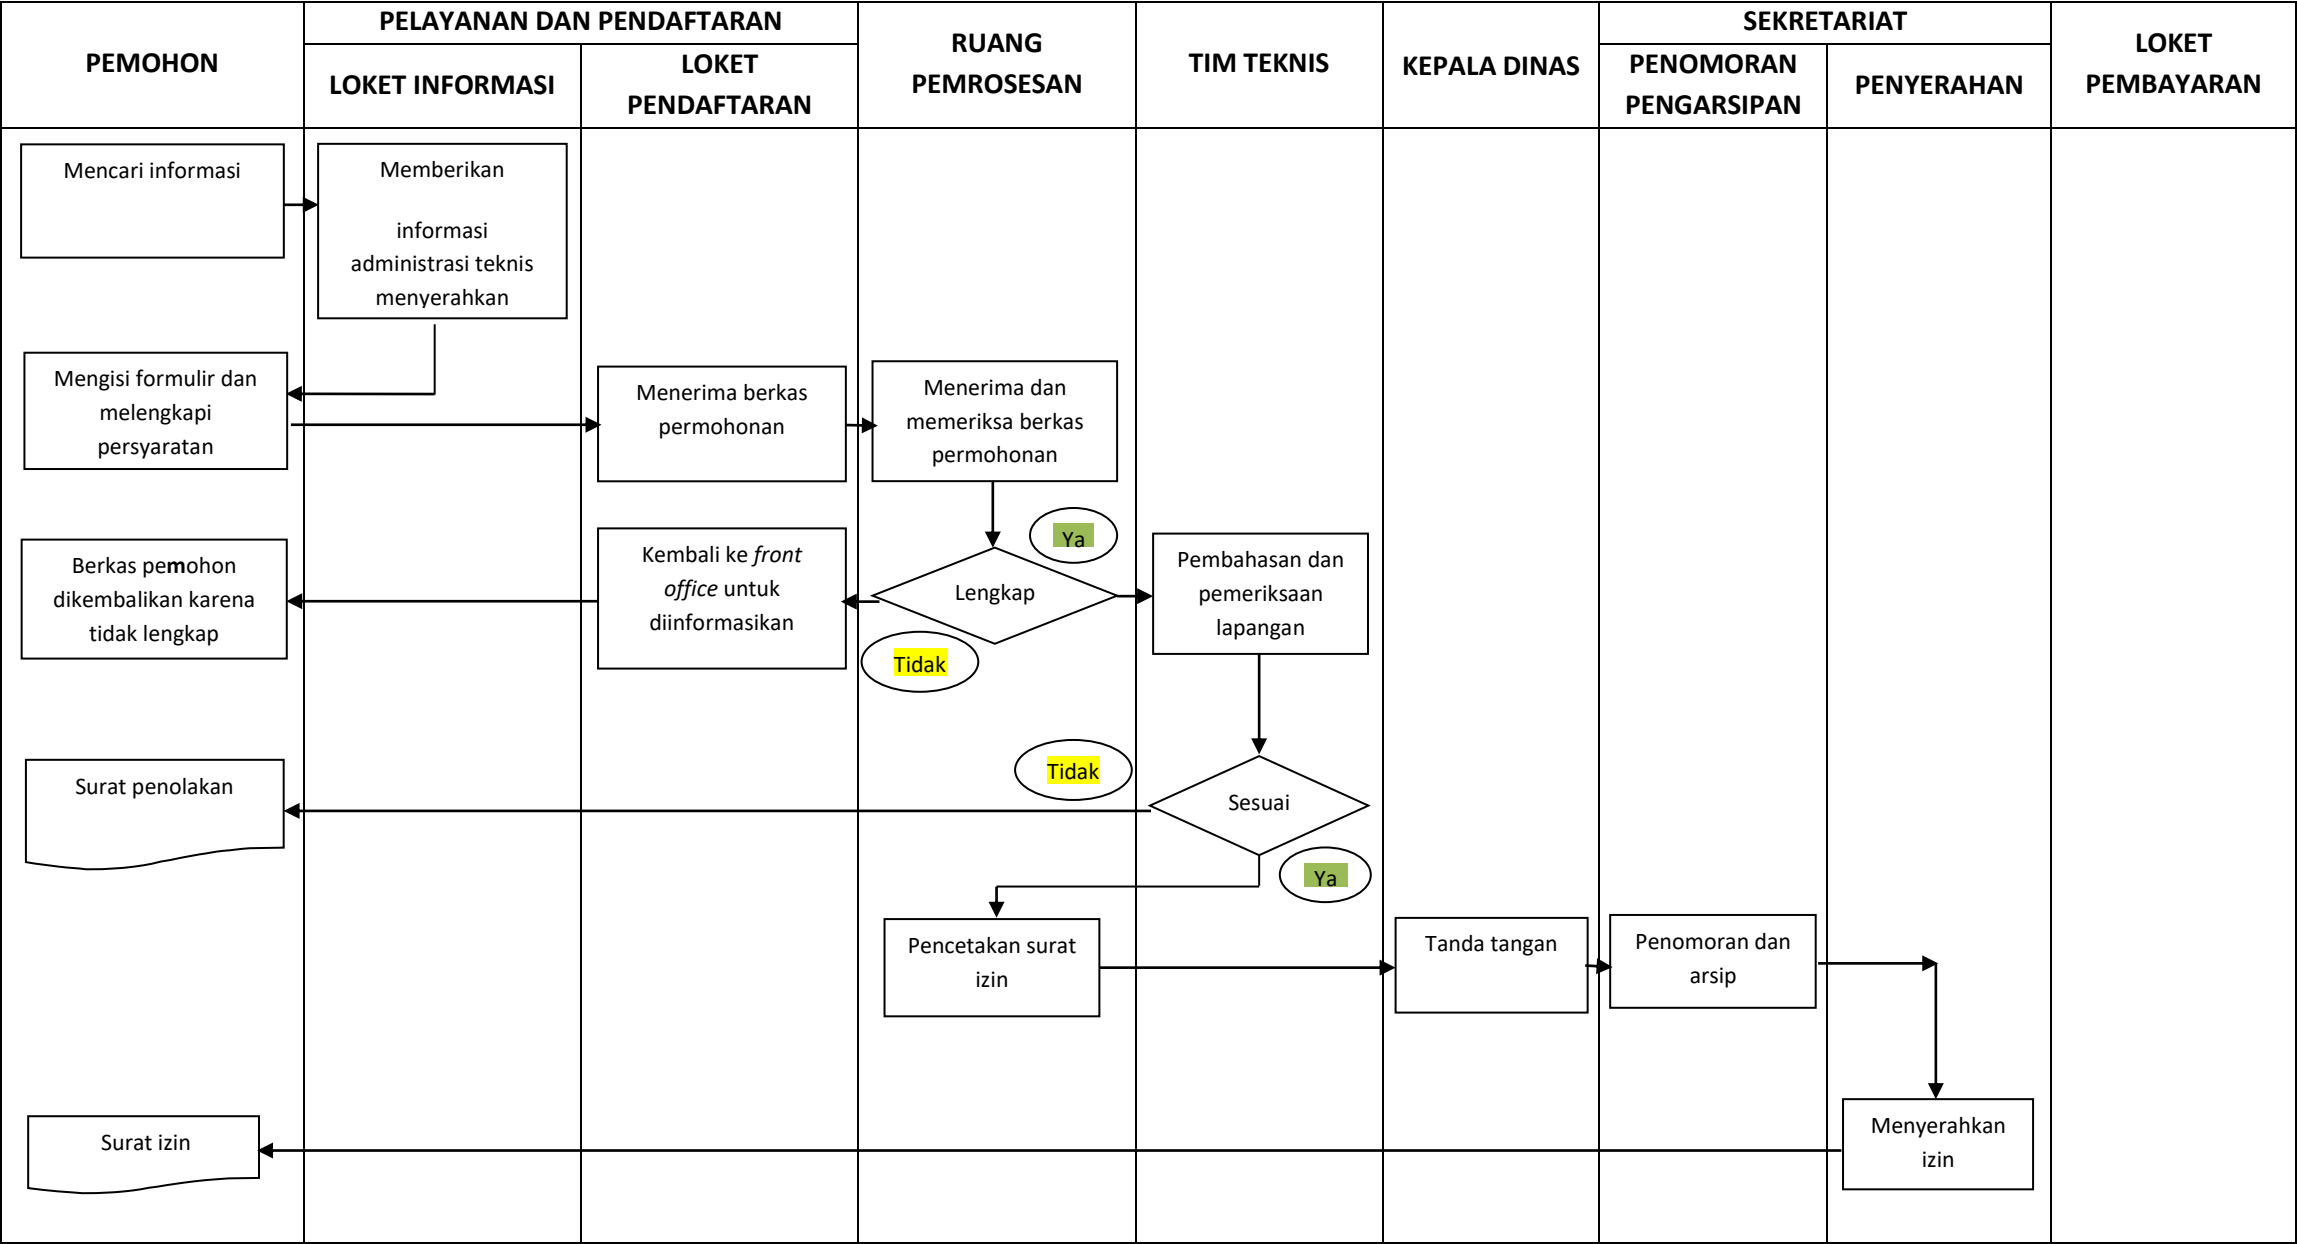 PEMOHON
PELAYANAN DAN PENDAFTARAN
LOKET INFORMASI
LOKET
PENDAFTARAN
RUANG
PEMROSESAN
TIM TEKNIS
KEPALA DINAS
SEKRETARIAT
PENOMORAN
PENGARSIPAN
PENYERAHAN
LOKET
PEMBAYARAN
Mencari informasi
Memberikan
informasi
administrasi teknis
menyerahkan
Mengisi formulir dan
melengkapi
persyaratan
Menerima berkas
permohonan
Menerima dan
memeriksa berkas
permohonan
Berkas pemohon
dikembalikan karena
tidak lengkap
Kembali ke front
office untuk
diinformasikan
Lengkap
Ya
Tidak
Pembahasan dan
pemeriksaan
lapangan
Surat penolakan
Tidak
Sesuai
Ya
Pencetakan surat
izin
Tanda tangan
Penomoran dan
arsip
Surat izin
Menyerahkan
izin